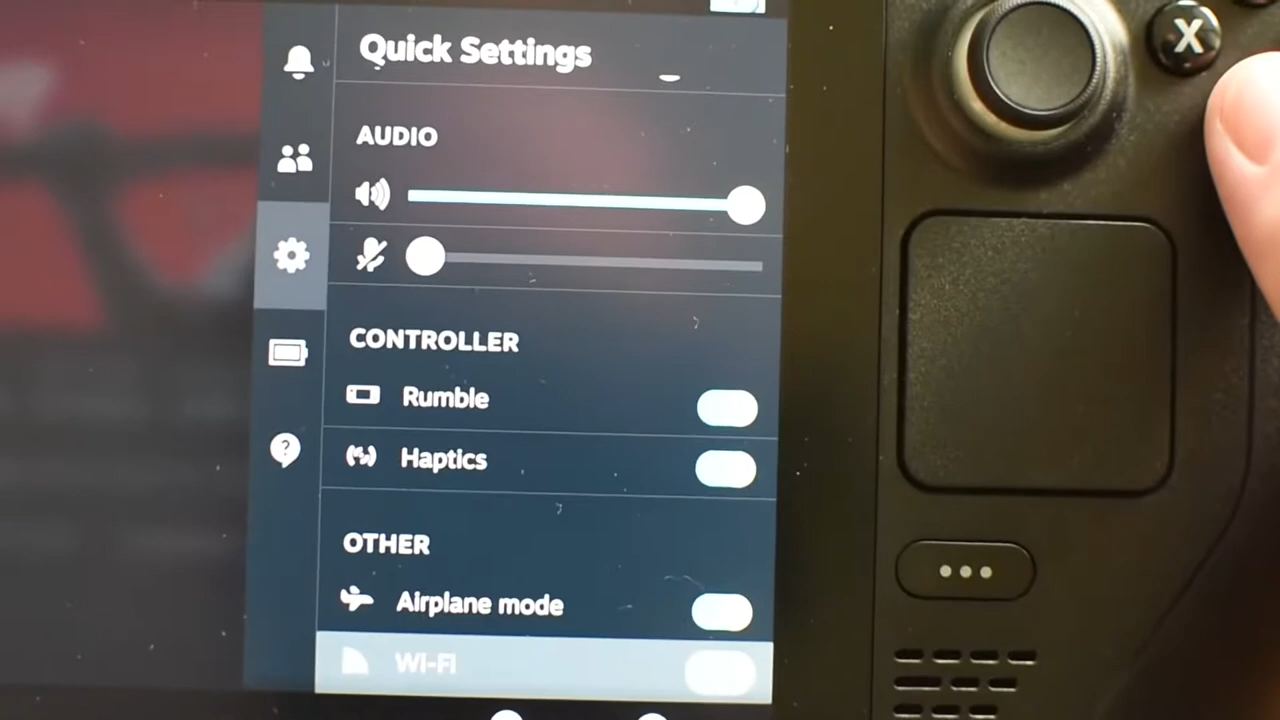 Quick Settings
AUDIO
CONTROLLER
Rumble
Haptics
OTHER
Airplane mode
Wi-Fi
X
?